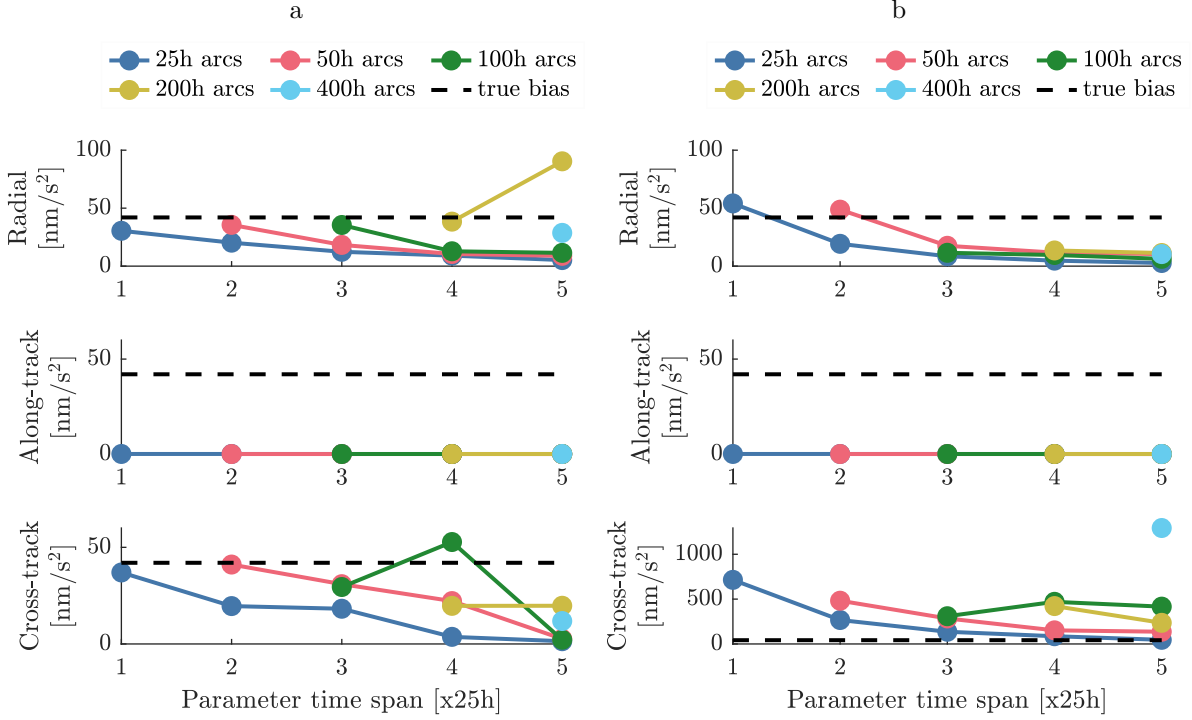 a
25h arcs 50h arcs 100h arcs
200h arcs 400h arcs true bias
Radial
[nm/s²]
100
50
0
1 2 3 4 5
Along-track
[nm/s²]
50
0
1 2 3 4 5
Cross-track
[nm/s²]
50
0
1 2 3 4 5
Parameter time span [x25h]
b
25h arcs 50h arcs 100h arcs
200h arcs 400h arcs true bias
Radial
[nm/s²]
100
50
0
1 2 3 4 5
Along-track
[nm/s²]
50
0
1 2 3 4 5
Cross-track
[nm/s²]
1000
500
0
1 2 3 4 5
Parameter time span [x25h]